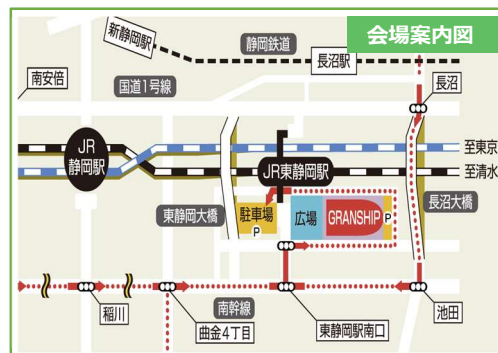 会場案内図
新静岡駅
静岡鉄道
長沼駅
南安倍
国道1号線
長沼
JR
静岡駅
至東京
JR東静岡駅
至清水
東静岡大橋
駐車場
P
広場
GRANSHIP
P
長沼大橋
稲川
南幹線
曲金4丁目
東静岡駅南口
池田